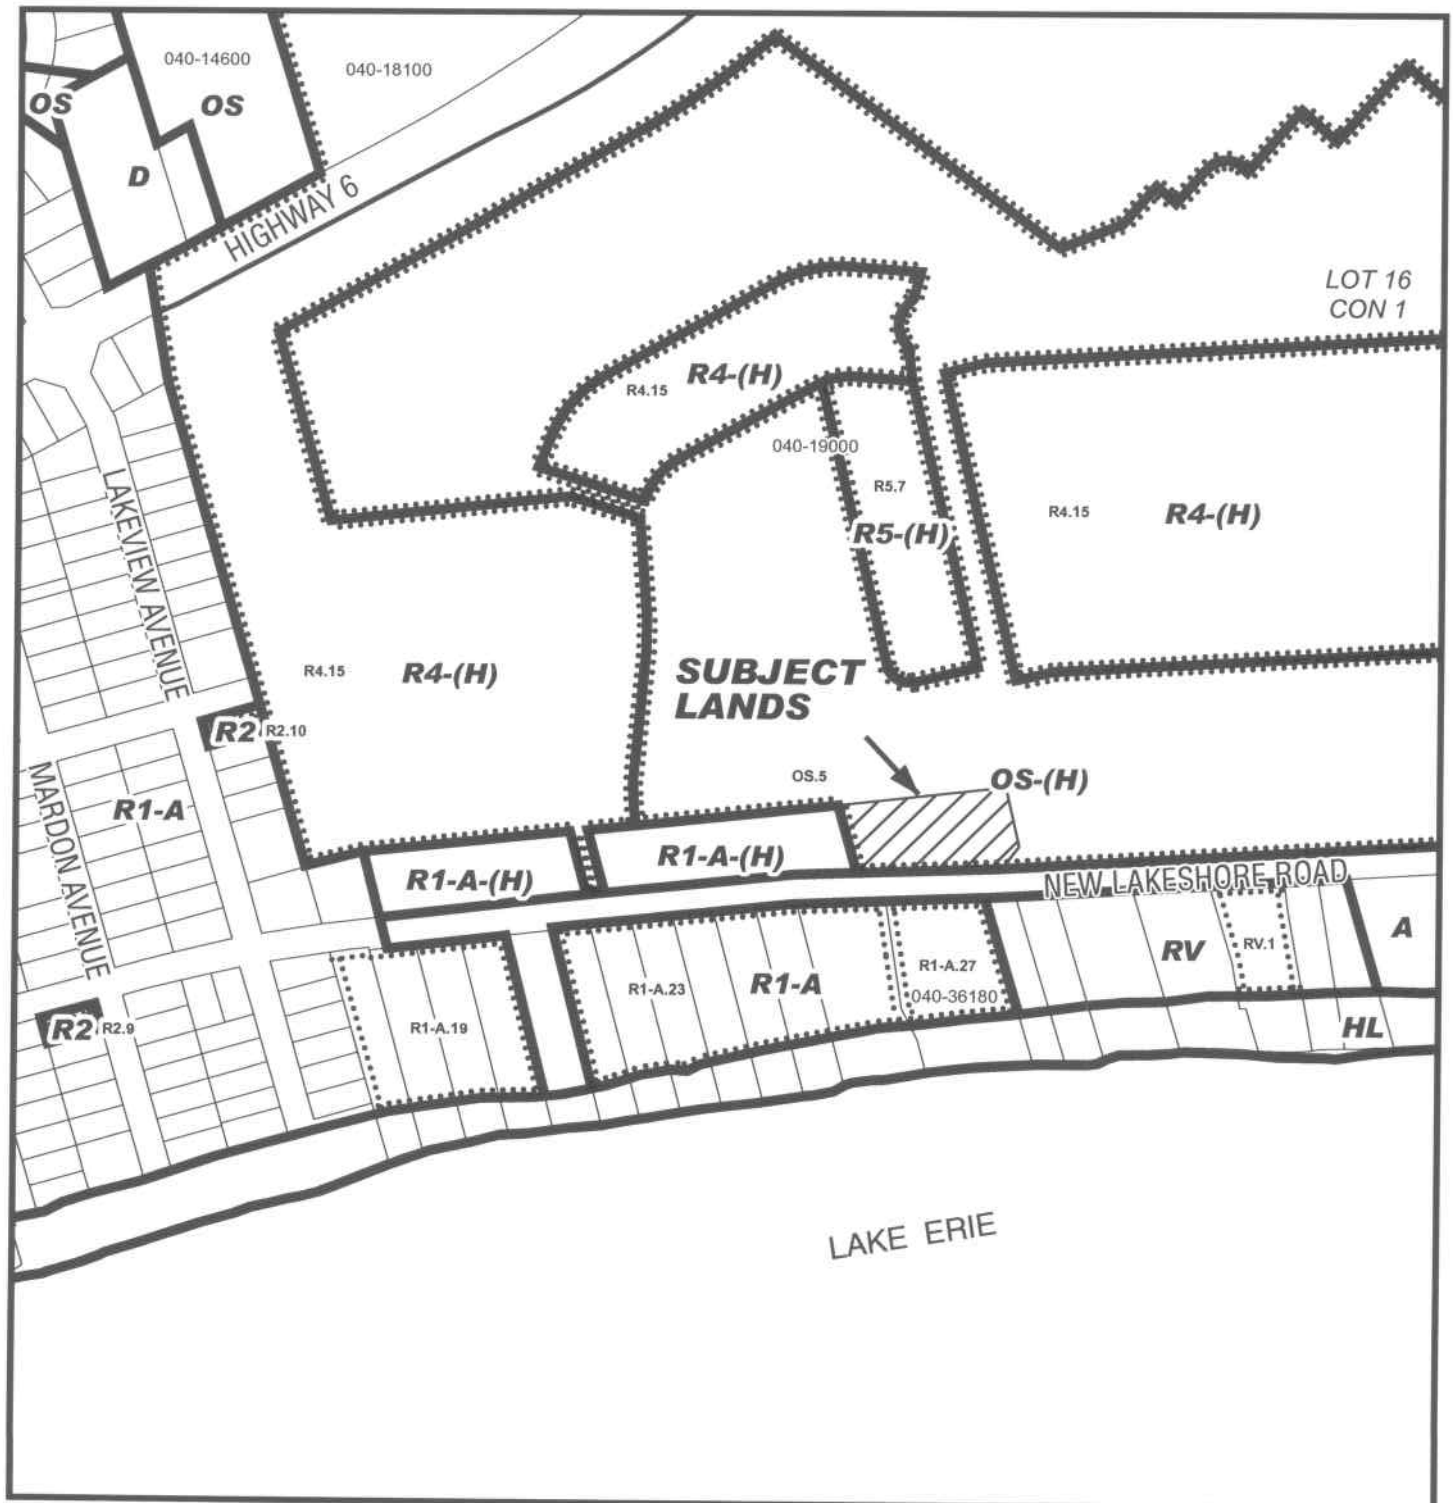 040-14600
040-18100
OS
OS
D
HIGHWAY 6
LOT 16
CON 1
R4.15
R4-(H)
040-19000
R5.7
R5-(H)
R4.15
R4-(H)
LAKEVIEW AVENUE
R4.15
R4-(H)
SUBJECT
LANDS
R2
R2.10
OS.5
OS-(H)
MARDON AVENUE
R1-A
R1-A-(H)
R1-A-(H)
NEW LAKESHORE ROAD
R1-A.23
R1-A
R1-A.27
040-36180
RV
RV.1
A
R2
R2.9
R1-A.19
HL
LAKE ERIE